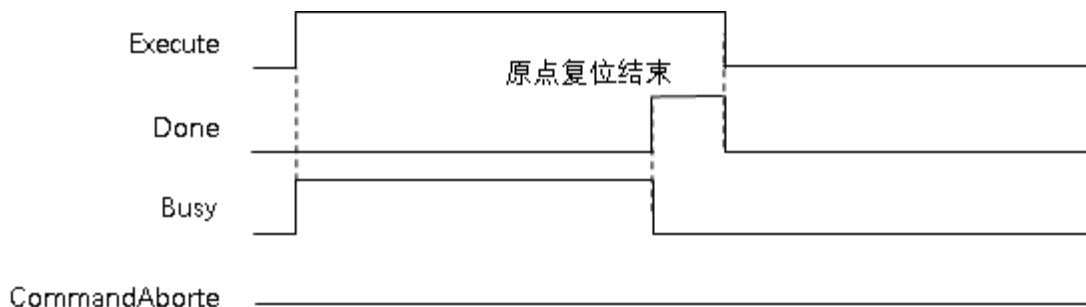 Execute
原点复位结束
Done
Busy
CommandAborte